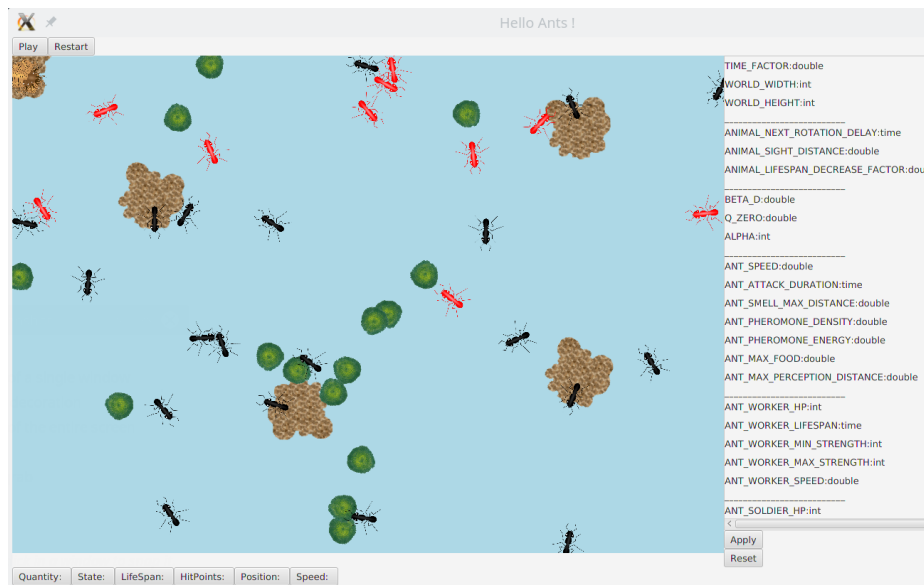 Hello Ants !
Play Restart
TIME_FACTOR:double
WORLD_WIDTH:int
WORLD_HEIGHT:int
ANIMAL_NEXT_ROTATION_DELAY:time
ANIMAL_SIGHT_DISTANCE:double
ANIMAL_LIFESPAN_DECREASE_FACTOR:dou
BETA_D:double
Q_ZERO:double
ALPHA:int
ANT_SPEED:double
ANT_ATTACK_DURATION:time
ANT_SMELL_MAX_DISTANCE:double
ANT_PHEROMONE_DENSITY:double
ANT_PHEROMONE_ENERGY:double
ANT_MAX_FOOD:double
ANT_MAX_PERCEPTION_DISTANCE:double
ANT_WORKER_HP:int
ANT_WORKER_LIFESPAN:time
ANT_WORKER_MIN_STRENGTH:int
ANT_WORKER_MAX_STRENGTH:int
ANT_WORKER_SPEED:double
ANT_SOLDIER_HP:int
Apply
Reset
Quantity: State: LifeSpan: HitPoints: Position: Speed: